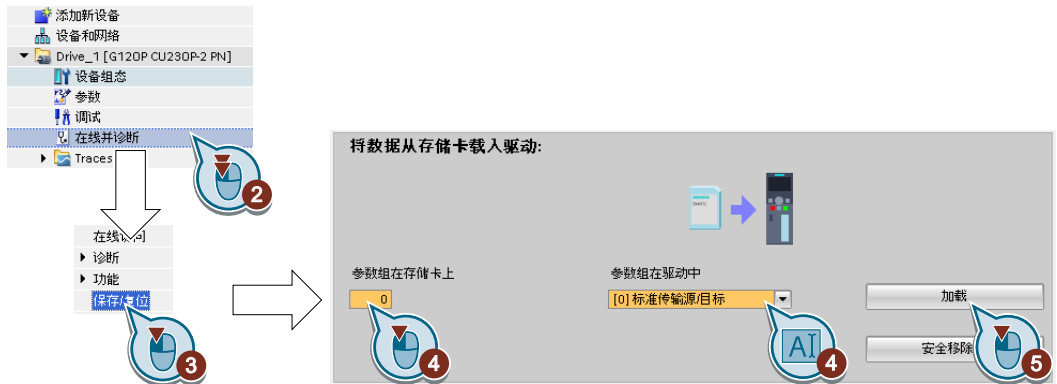 添加新设备
设备和网络
Drive_1 [G120P CU230P-2 PN]
设备组态
参数
调试
在线并诊断
Traces
2
在线访问
诊断
功能
保存/复位
3
将数据从存储卡载入驱动:
参数组在存储卡上
参数组在驱动中
0
[0] 标准传输源/目标
加载
安全移除
4
AI
4
5